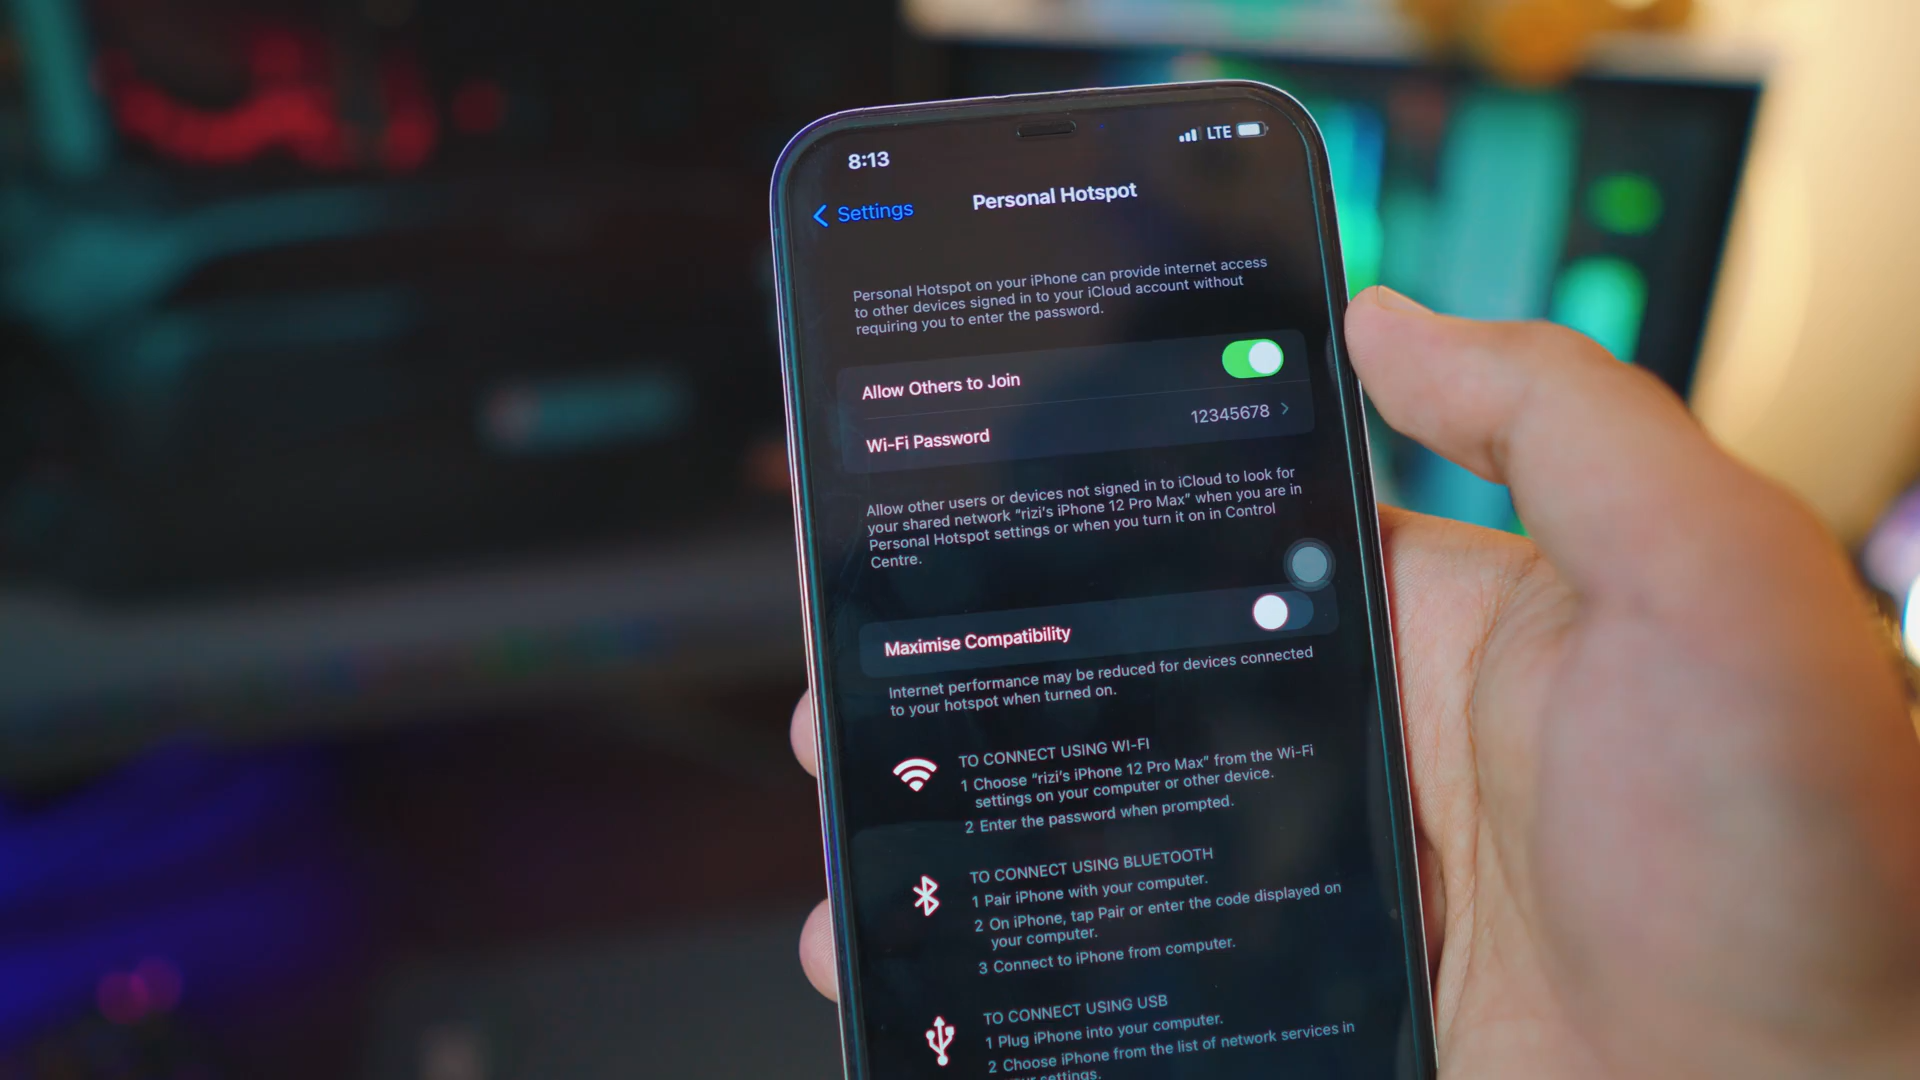 8:13
LTE
Settings
Personal Hotspot
Personal Hotspot on your iPhone can provide internet access
to other devices signed in to your iCloud account without
requiring you to enter the password.
Allow Others to Join
Wi-Fi Password 12345678
Allow other users or devices not signed in to iCloud to look for
your shared network “rizi's iPhone 12 Pro Max” when you are in
Personal Hotspot settings or when you turn it on in Control
Centre.
Maximise Compatibility
Internet performance may be reduced for devices connected
to your hotspot when turned on.
TO CONNECT USING WI-FI
1 Choose “rizi's iPhone 12 Pro Max” from the Wi-Fi
settings on your computer or other device.
2 Enter the password when prompted.
TO CONNECT USING BLUETOOTH
1 Pair iPhone with your computer.
2 On iPhone, tap Pair or enter the code displayed on
your computer.
3 Connect to iPhone from computer.
TO CONNECT USING USB
1 Plug iPhone into your computer.
2 Choose iPhone from the list of network services in
settings.